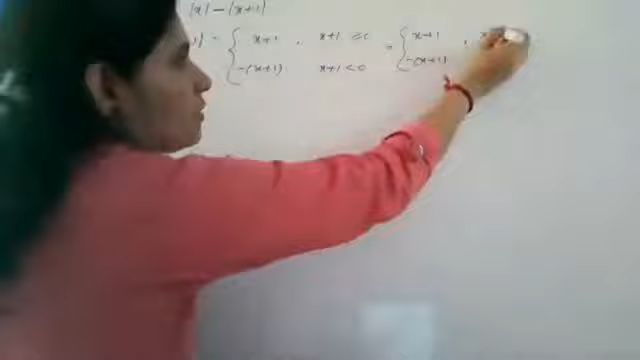 |x| - |x+1|
| = { x+1 , x+1 ≥ 0 = { x+1 ,
-(x+1) x+1 < 0 -(x+1)